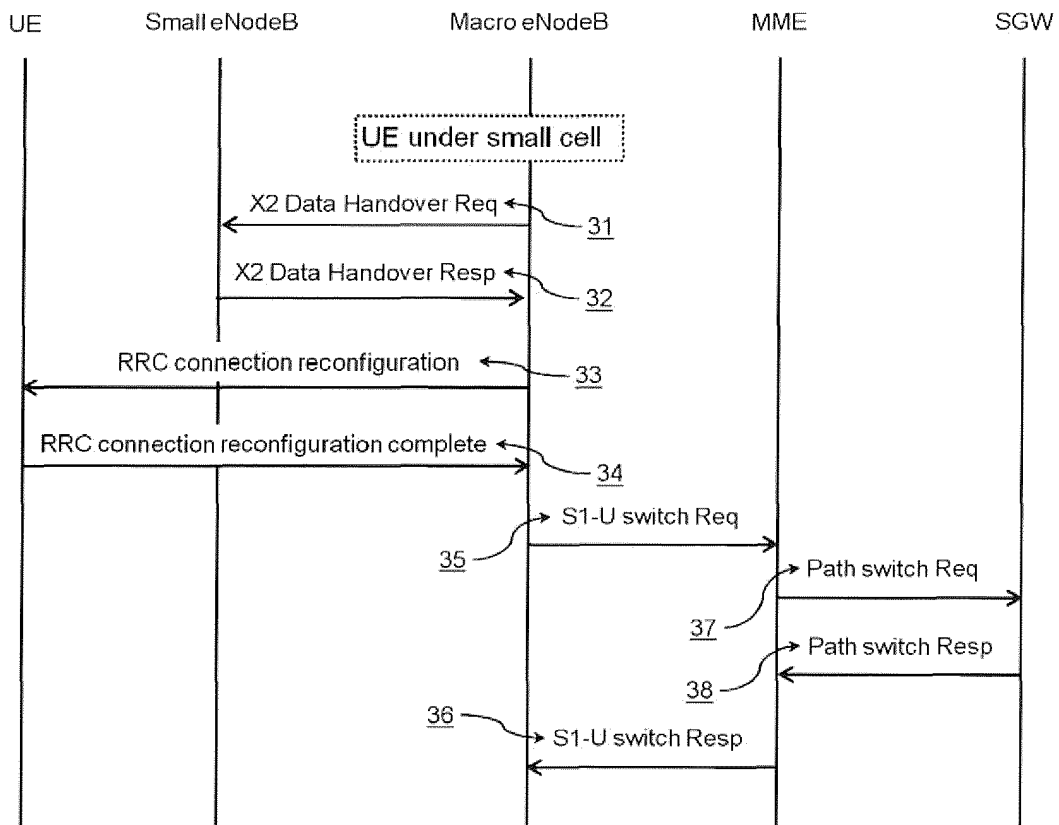 UE
Small eNodeB
Macro eNodeB
MME
SGW
UE under small cell
X2 Data Handover Req
31
X2 Data Handover Resp
32
RRC connection reconfiguration
33
RRC connection reconfiguration complete
34
S1-U switch Req
35
Path switch Req
37
Path switch Resp
38
36
S1-U switch Resp